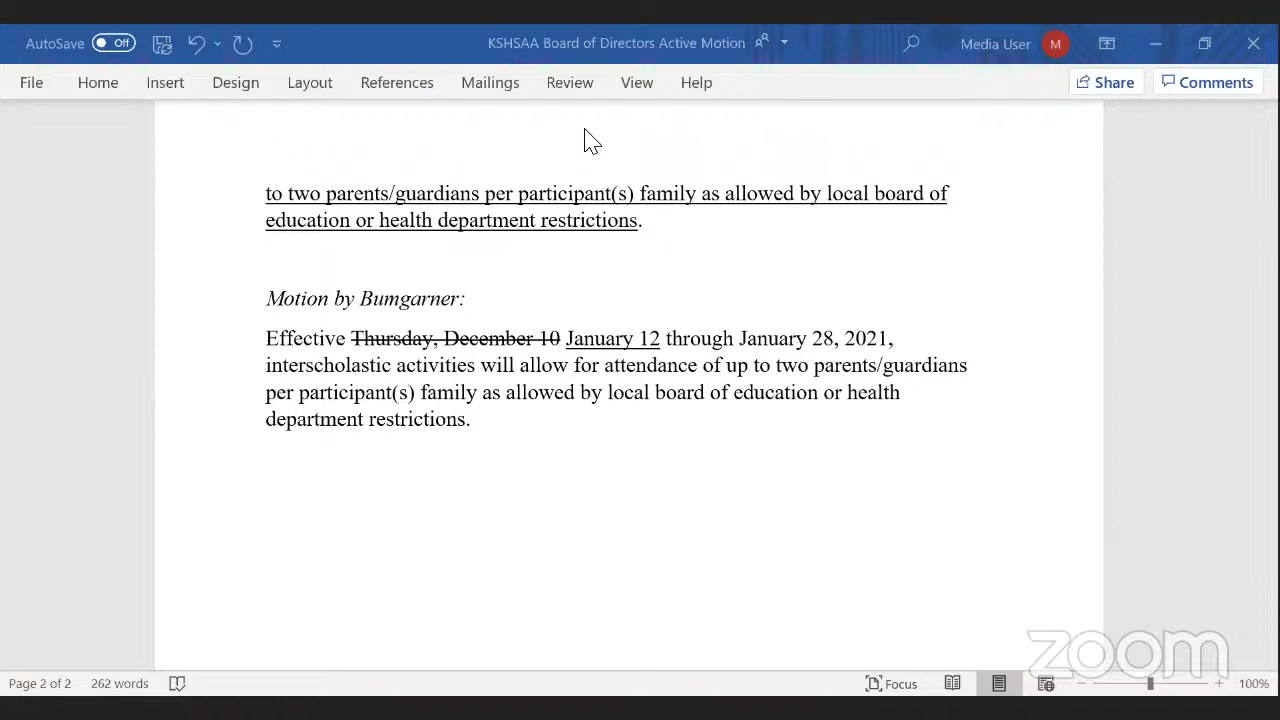 AutoSave Off KSHSAA Board of Directors Active Motion Media User M
File Home Insert Design Layout References Mailings Review View Help Share Comments
to two parents/guardians per participant(s) family as allowed by local board of
education or health department restrictions.
Motion by Bumgarner:
Effective Thursday, December 10 January 12 through January 28, 2021,
interscholastic activities will allow for attendance of up to two parents/guardians
per participant(s) family as allowed by local board of education or health
department restrictions.
zoom
Page 2 of 2 262 words Focus 100%